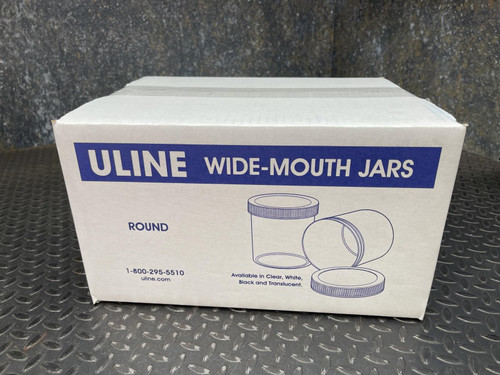 ULINE WIDE-MOUTH JARS
ROUND
1-800-295-5510
uline.com
Available in Clear, White,
Black and Translucent.